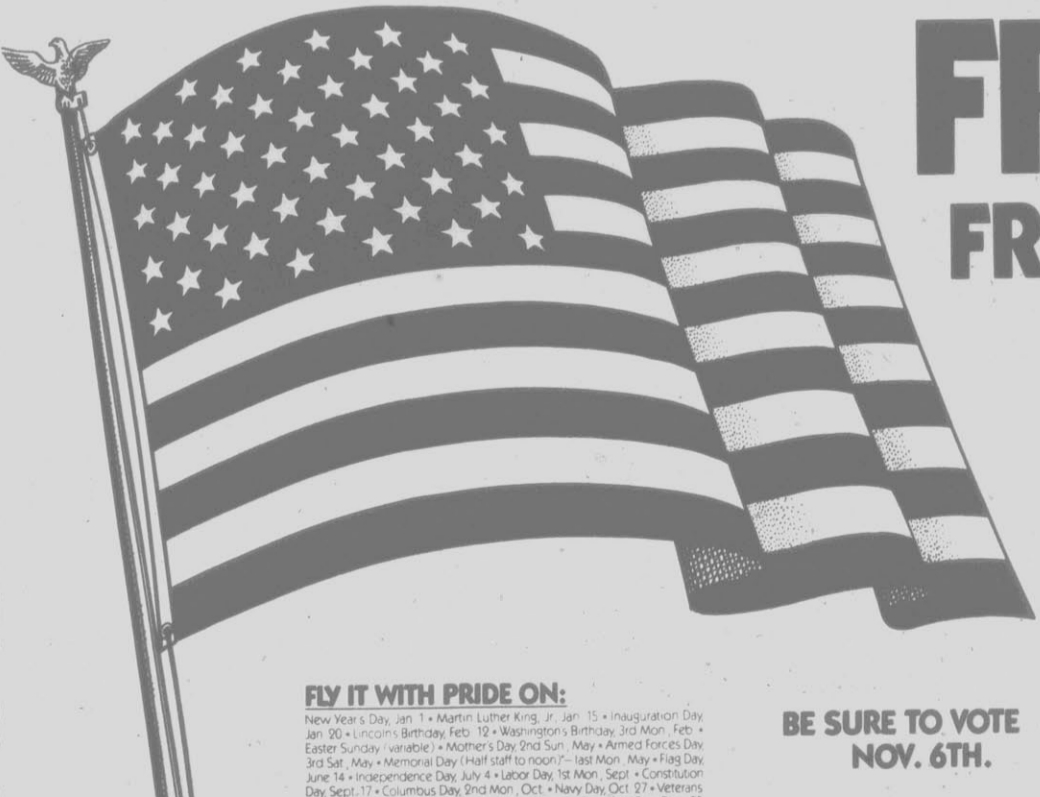 FR
FLY IT WITH PRIDE ON:
New Year's Day, Jan. 1 • Martin Luther King, Jr. Jan. 15 • Inauguration Day,
Jan. 20 • Lincoln's Birthday, Feb. 12 • Washington's Birthday, 3rd Mon., Feb. •
Easter Sunday (variable) • Mother's Day, 2nd Sun., May • Armed Forces Day,
3rd Sat., May • Memorial Day (Half staff to noon)*— last Mon., May • Flag Day,
June 14 • Independence Day, July 4 • Labor Day, 1st Mon., Sept. • Constitution
Day, Sept. 17 • Columbus Day, 2nd Mon., Oct. • Navy Day, Oct. 27 • Veterans
BE SURE TO VOTE
NOV. 6TH.